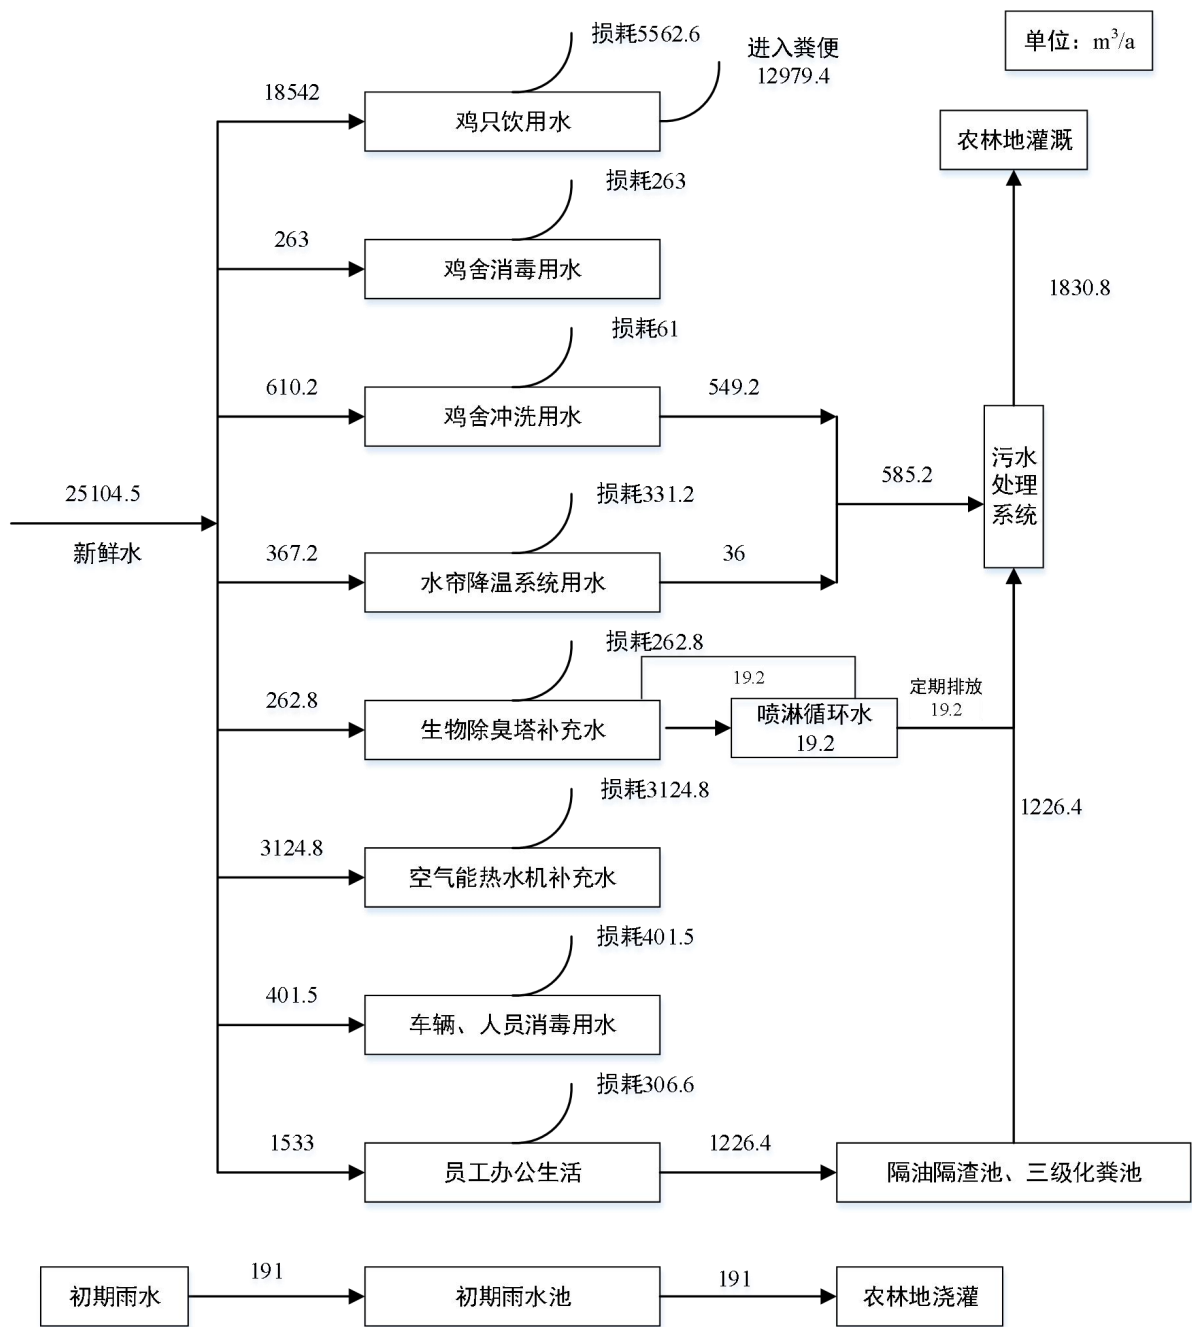 损耗5562.6
单位：m³/a
进入粪便
12979.4
18542
鸡只饮用水
农林地灌溉
损耗263
263
鸡舍消毒用水
1830.8
损耗61
610.2
鸡舍冲洗用水
549.2
污水
处理
系统
585.2
25104.5
新鲜水
损耗331.2
367.2
水帘降温系统用水
36
损耗262.8
19.2
262.8
生物除臭塔补充水
喷淋循环水
19.2
定期排放
19.2
损耗3124.8
1226.4
3124.8
空气能热水机补充水
损耗401.5
401.5
车辆、人员消毒用水
损耗306.6
1533
员工办公生活
1226.4
隔油隔渣池、三级化粪池
初期雨水
191
初期雨水池
191
农林地浇灌